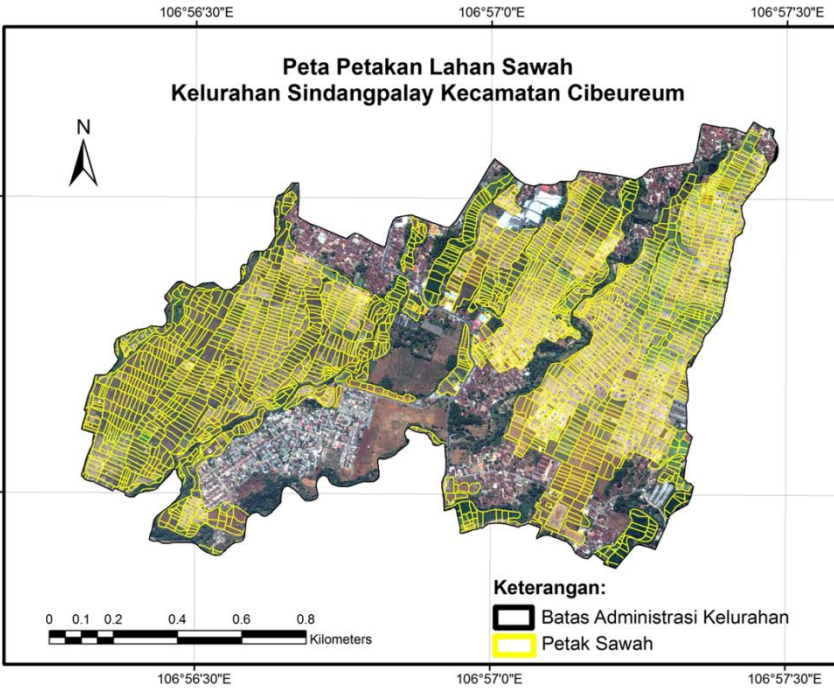 106°56'30"E 106°57'0"E 106°57'30"E
Peta Petakan Lahan Sawah
Kelurahan Sindangpalay Kecamatan Cibeureum
N
Keterangan:
Batas Administrasi Kelurahan
Petak Sawah
0 0.1 0.2 0.4 0.6 0.8
Kilometers
106°56'30"E 106°57'0"E 106°57'30"E